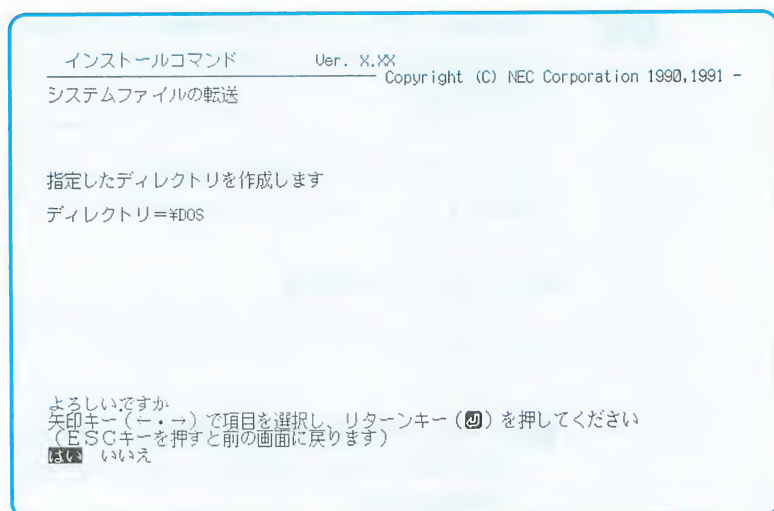 インストールコマンド Ver. X.XX
Copyright (C) NEC Corporation 1990,1991 -
システムファイルの転送
指定したディレクトリを作成します
ディレクトリ=¥DOS
よろしいですか
矢印キー(←・→)で項目を選択し、リターンキー(↲)を押してください
(ESCキーを押すと前の画面に戻ります)
はい いいえ